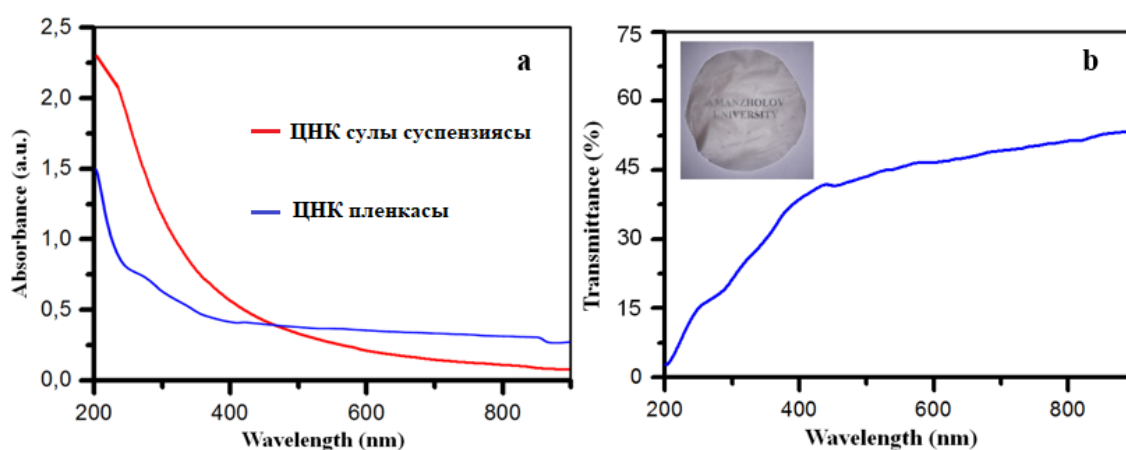 a
Absorbance (a.u.)
2,5
2,0
1,5
1,0
0,5
0,0
ЦНК сулы суспензиясы
ЦНК пленкасы
200
400
600
800
Wavelength (nm)
b
Transmittance (%)
75
60
45
30
15
0
AMANZHOLOV
UNIVERSITY
200
400
600
800
Wavelength (nm)